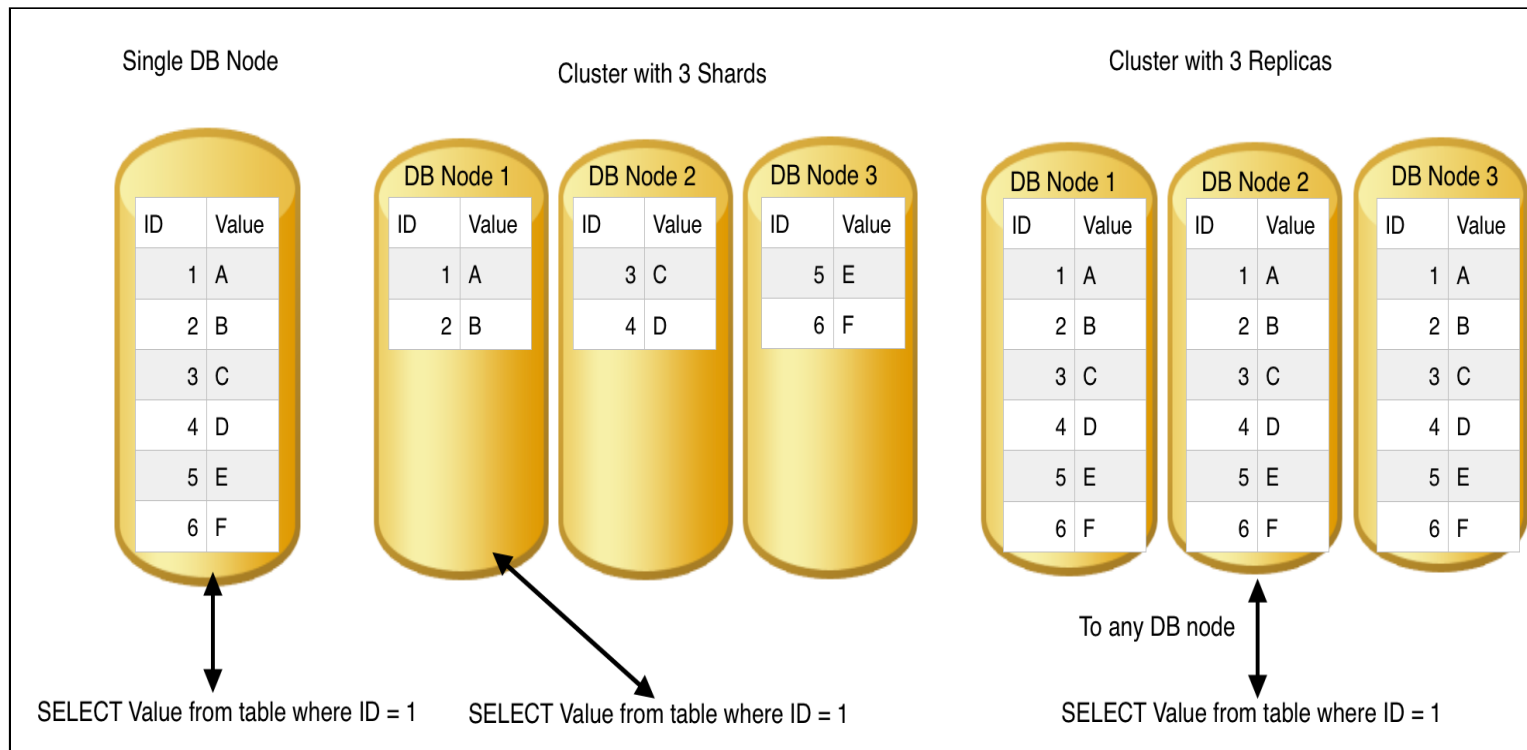 Single DB Node
Cluster with 3 Shards
Cluster with 3 Replicas
ID Value
1 A
2 B
3 C
4 D
5 E
6 F
SELECT Value from table where ID = 1
DB Node 1
ID Value
1 A
2 B
DB Node 2
ID Value
3 C
4 D
DB Node 3
ID Value
5 E
6 F
SELECT Value from table where ID = 1
DB Node 1
ID Value
1 A
2 B
3 C
4 D
5 E
6 F
DB Node 2
ID Value
1 A
2 B
3 C
4 D
5 E
6 F
DB Node 3
ID Value
1 A
2 B
3 C
4 D
5 E
6 F
To any DB node
SELECT Value from table where ID = 1